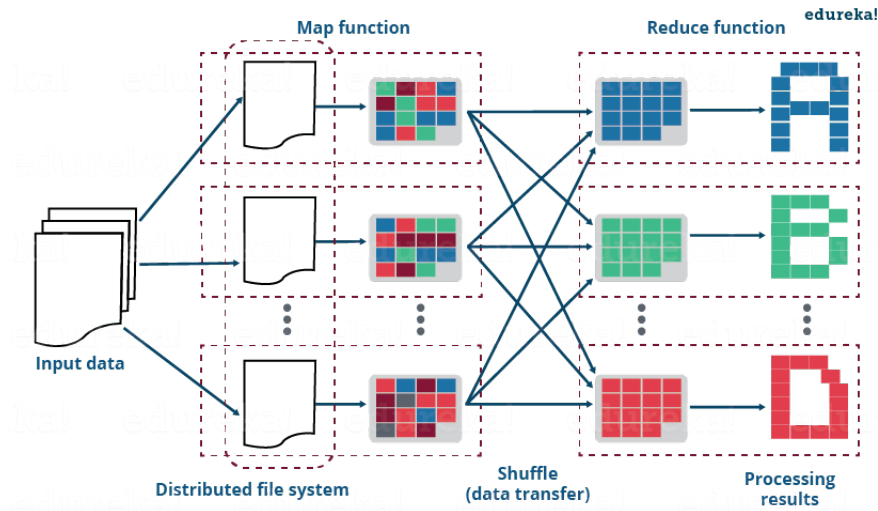 edureka!
Map function
Reduce function
Input data
Distributed file system
Shuffle
(data transfer)
Processing
results